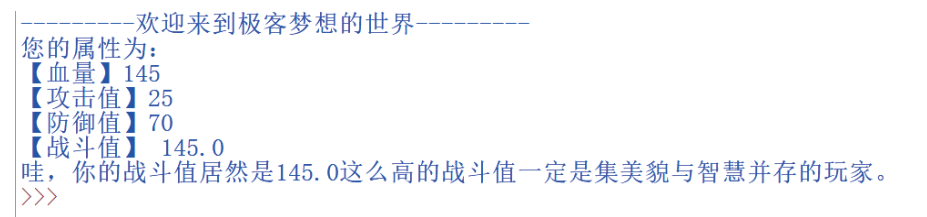 ---------欢迎来到极客梦想的世界---------
您的属性为:
【血量】145
【攻击值】25
【防御值】70
【战斗值】 145.0
哇，你的战斗值居然是145.0这么高的战斗值一定是集美貌与智慧并存的玩家。
>>>